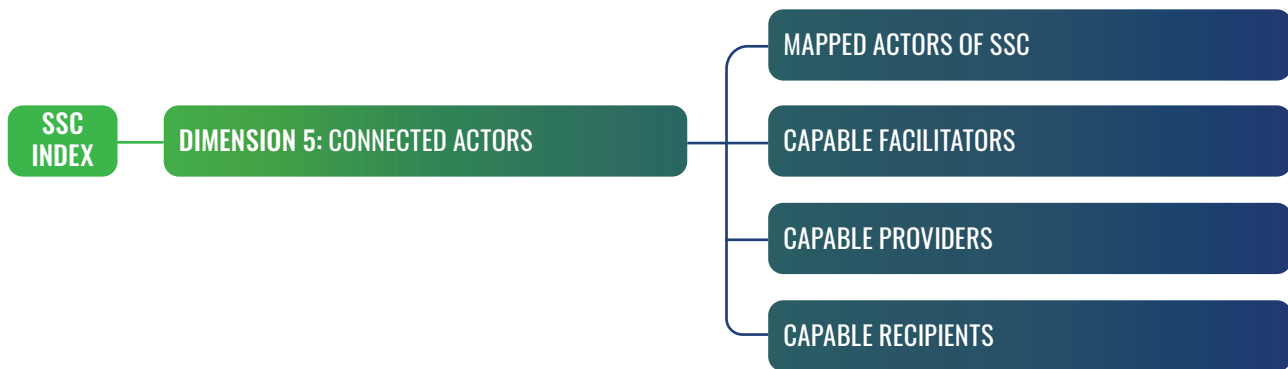 SSC
INDEX
DIMENSION 5: CONNECTED ACTORS
MAPPED ACTORS OF SSC
CAPABLE FACILITATORS
CAPABLE PROVIDERS
CAPABLE RECIPIENTS